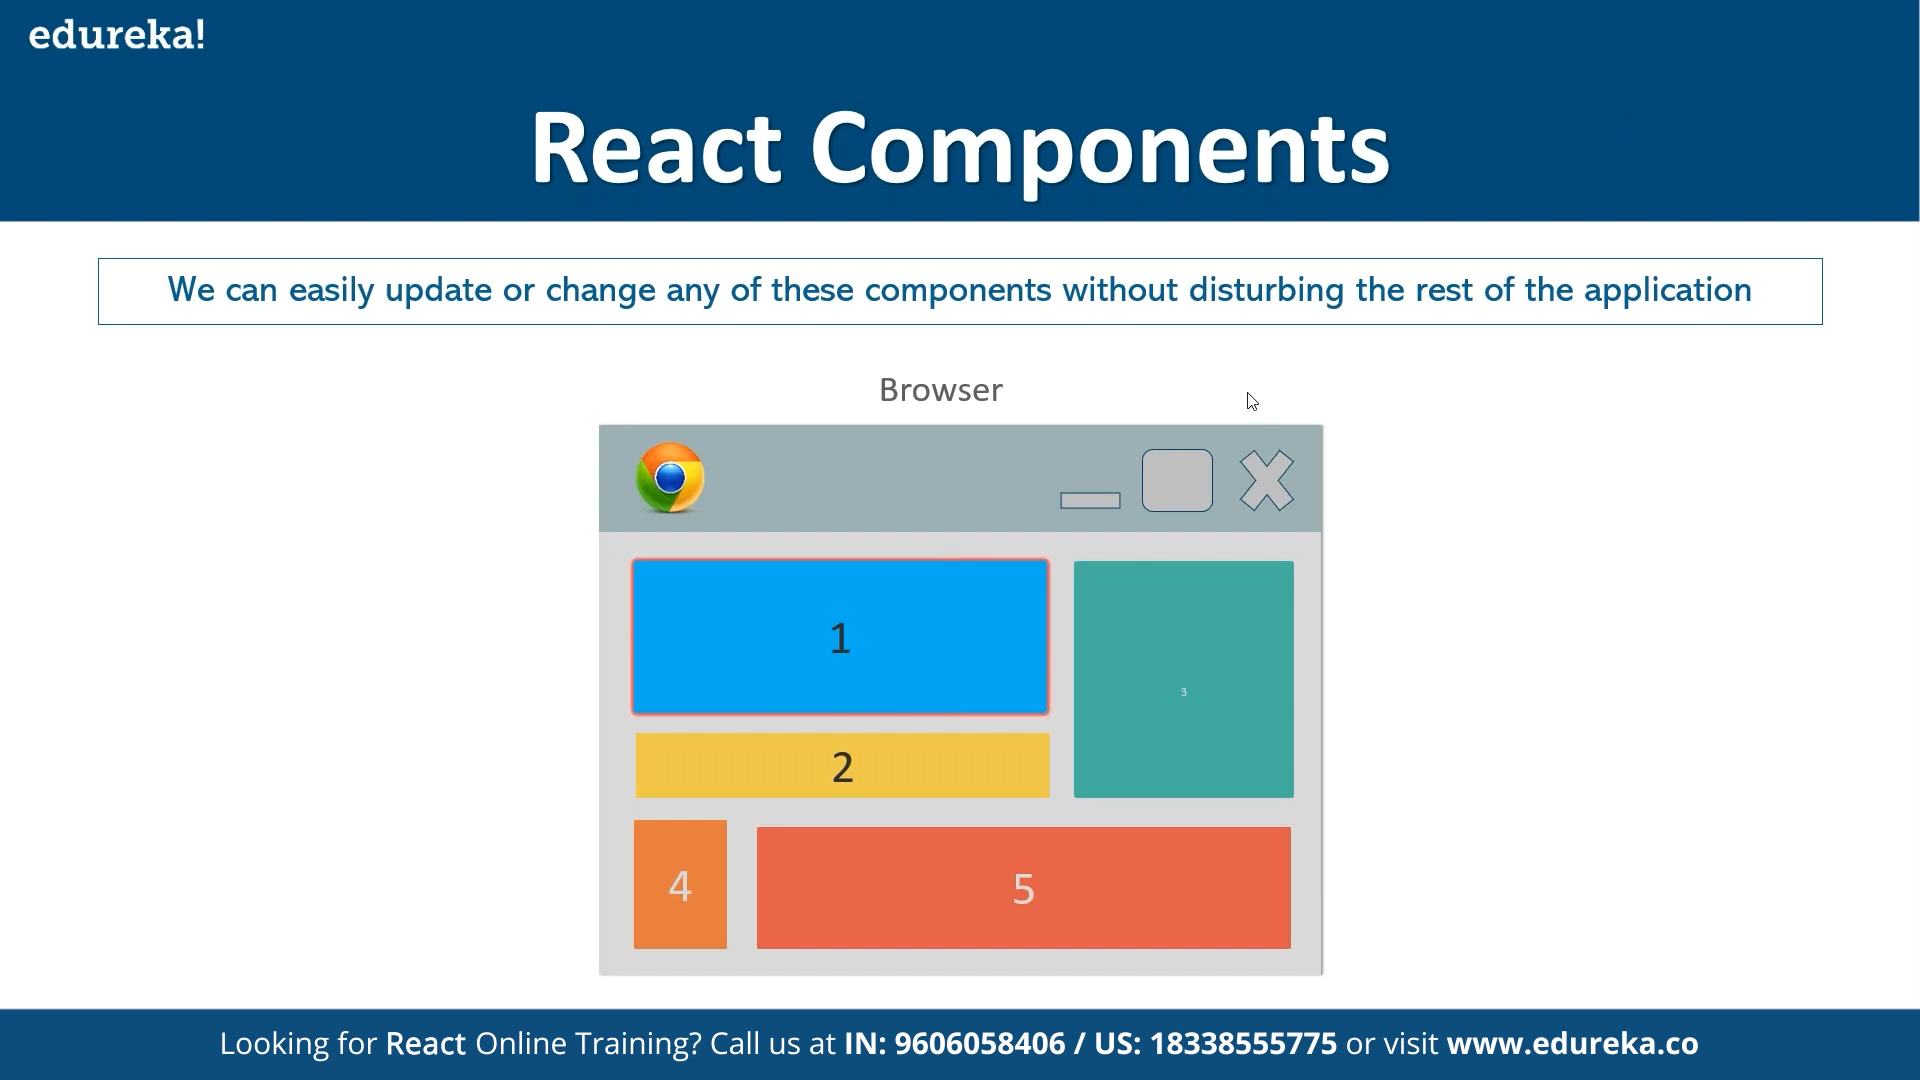 edureka!
React Components
We can easily update or change any of these components without disturbing the rest of the application
Browser
1
3
2
4
5
Looking for React Online Training? Call us at IN: 9606058406 / US: 18338555775 or visit www.edureka.co